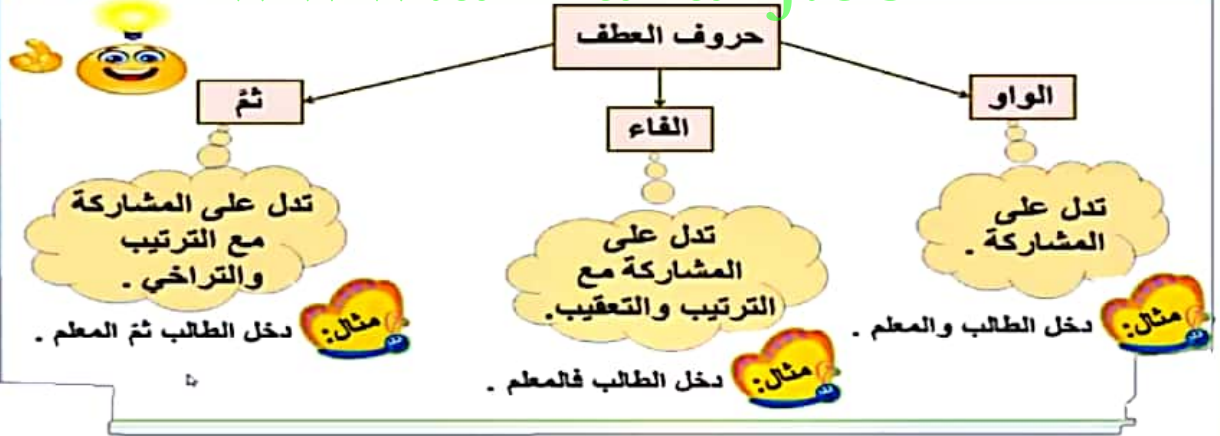 حروف العطف
الواو
الفاء
ثمَّ
تدل على
المشاركة .
تدل على
المشاركة مع
الترتيب والتعقيب.
تدل على المشاركة
مع الترتيب
والتراخي .
مثال:
دخل الطالب والمعلم .
مثال:
دخل الطالب فالمعلم .
مثال:
دخل الطالب ثمّ المعلم .